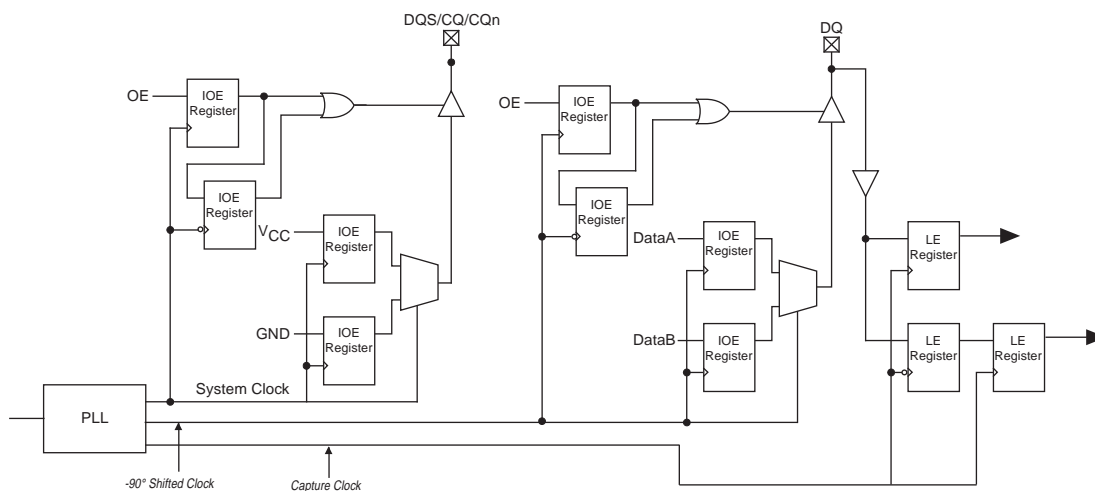 DQS/CQ/CQn
DQ
OE
IOE
Register
OE
IOE
Register
IOE
Register
IOE
Register
VCC
IOE
Register
DataA
IOE
Register
LE
Register
GND
IOE
Register
DataB
IOE
Register
LE
Register
LE
Register
System Clock
PLL
-90° Shifted Clock
Capture Clock